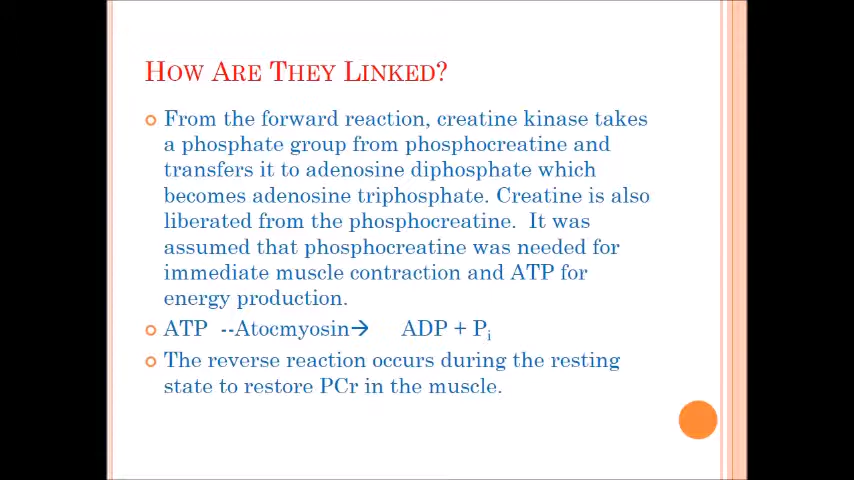 How Are They Linked?
From the forward reaction, creatine kinase takes
a phosphate group from phosphocreatine and
transfers it to adenosine diphosphate which
becomes adenosine triphosphate. Creatine is also
liberated from the phosphocreatine.  It was
assumed that phosphocreatine was needed for
immediate muscle contraction and ATP for
energy production.
ATP  --Atocmyosin→    ADP + Pi
The reverse reaction occurs during the resting
state to restore PCr in the muscle.